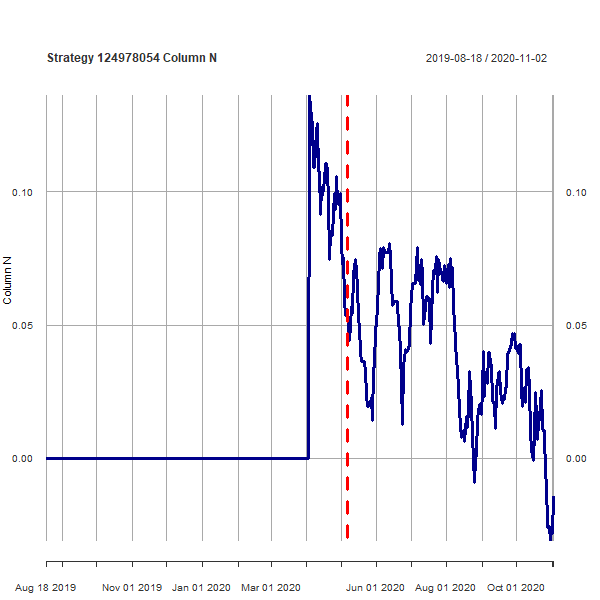 Strategy 124978054 Column N
2019-08-18 / 2020-11-02
0.10
0.10
Column N
0.05
0.05
0.00
0.00
Aug 18 2019
Nov 01 2019
Jan 01 2020
Mar 01 2020
Jun 01 2020
Aug 01 2020
Oct 01 2020